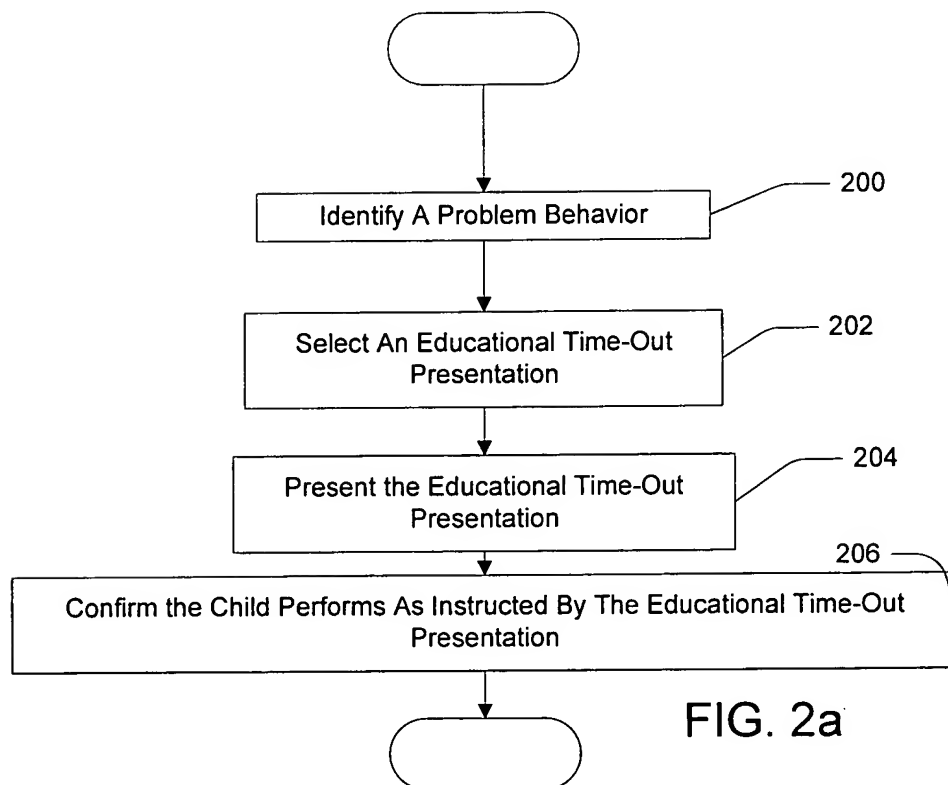 200
Identify A Problem Behavior
202
Select An Educational Time-Out
Presentation
204
Present the Educational Time-Out
Presentation
206
Confirm the Child Performs As Instructed By The Educational Time-Out
Presentation
FIG. 2a